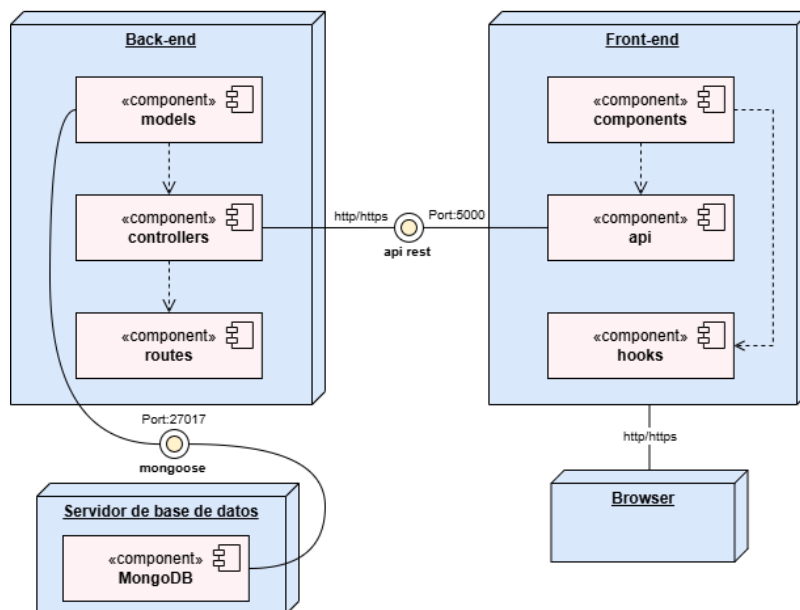 Back-end
«component»
models
«component»
controllers
«component»
routes
http/https
api rest
Port:5000
Front-end
«component»
components
«component»
api
«component»
hooks
http/https
Browser
Port:27017
mongoose
Servidor de base de datos
«component»
MongoDB